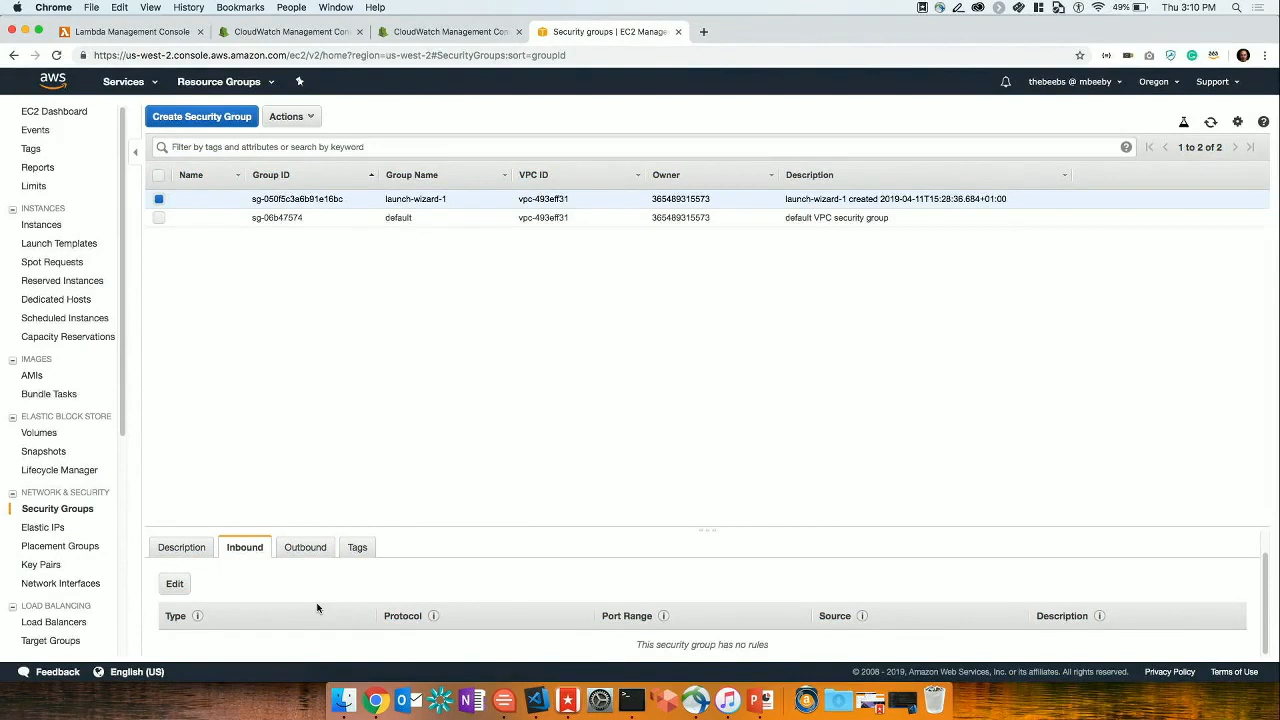 Chrome File Edit View History Bookmarks People Window Help 49% Thu 3:10 PM
Lambda Management Console CloudWatch Management Con CloudWatch Management Con Security groups | EC2 Manage
https://us-west-2.console.aws.amazon.com/ec2/v2/home?region=us-west-2#SecurityGroups:sort=groupId
aws Services Resource Groups thebeebs @ mbeeby Oregon Support
EC2 Dashboard
Events
Tags
Reports
Limits
INSTANCES
Instances
Launch Templates
Spot Requests
Reserved Instances
Dedicated Hosts
Scheduled Instances
Capacity Reservations
IMAGES
AMIs
Bundle Tasks
ELASTIC BLOCK STORE
Volumes
Snapshots
Lifecycle Manager
NETWORK & SECURITY
Security Groups
Elastic IPs
Placement Groups
Key Pairs
Network Interfaces
LOAD BALANCING
Load Balancers
Target Groups
Create Security Group Actions
Filter by tags and attributes or search by keyword 1 to 2 of 2
Name Group ID Group Name VPC ID Owner Description
sg-050f5c3a6b91e16bc launch-wizard-1 vpc-493eff31 365489315573 launch-wizard-1 created 2019-04-11T15:28:36.684+01:00
sg-06b47574 default vpc-493eff31 365489315573 default VPC security group
Description Inbound Outbound Tags
Edit
Type Protocol Port Range Source Description
This security group has no rules
Feedback English (US) © 2008 - 2019, Amazon Web Services, Inc. or its affiliates. All rights reserved. Privacy Policy Terms of Use